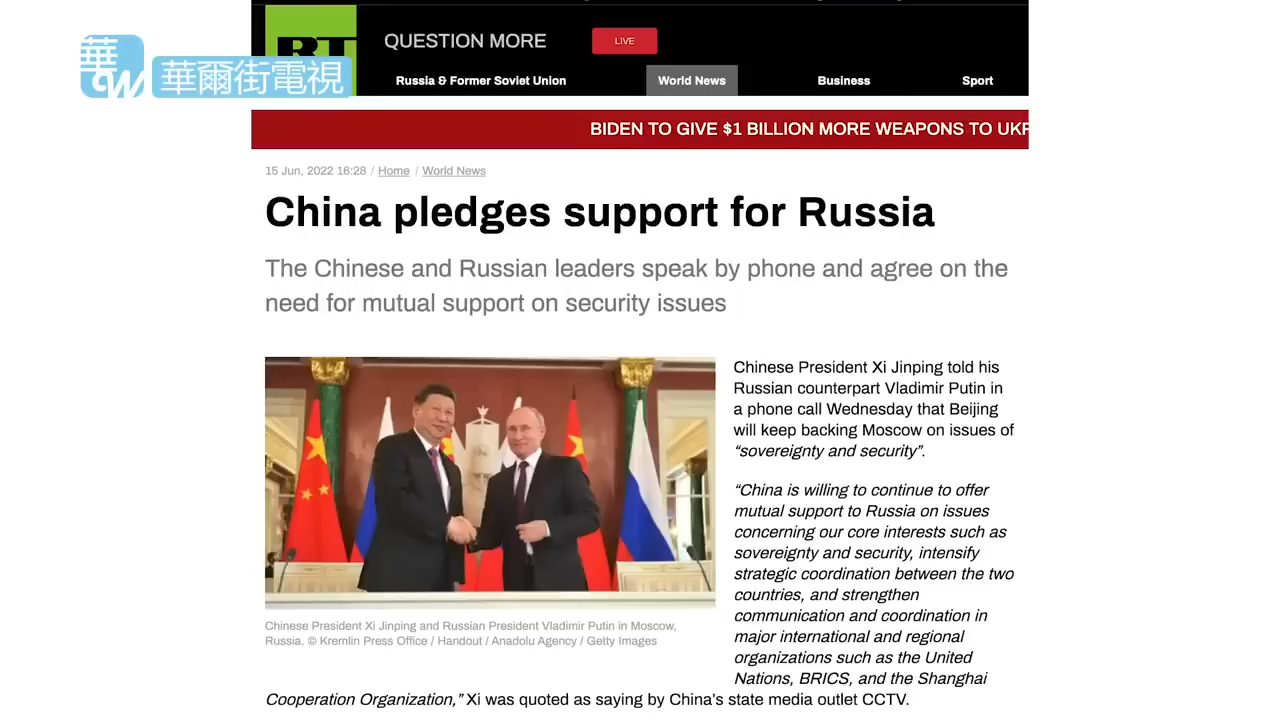 華
CW
華爾街電視
RT
QUESTION MORE
LIVE
Russia & Former Soviet Union
World News
Business
Sport
BIDEN TO GIVE $1 BILLION MORE WEAPONS TO UKR
15 Jun, 2022 16:28 / Home / World News
China pledges support for Russia
The Chinese and Russian leaders speak by phone and agree on the
need for mutual support on security issues
Chinese President Xi Jinping told his
Russian counterpart Vladimir Putin in
a phone call Wednesday that Beijing
will keep backing Moscow on issues of
“sovereignty and security”.
“China is willing to continue to offer
mutual support to Russia on issues
concerning our core interests such as
sovereignty and security, intensify
strategic coordination between the two
countries, and strengthen
communication and coordination in
major international and regional
organizations such as the United
Nations, BRICS, and the Shanghai
Cooperation Organization,” Xi was quoted as saying by China’s state media outlet CCTV.
Chinese President Xi Jinping and Russian President Vladimir Putin in Moscow,
Russia. © Kremlin Press Office / Handout / Anadolu Agency / Getty Images